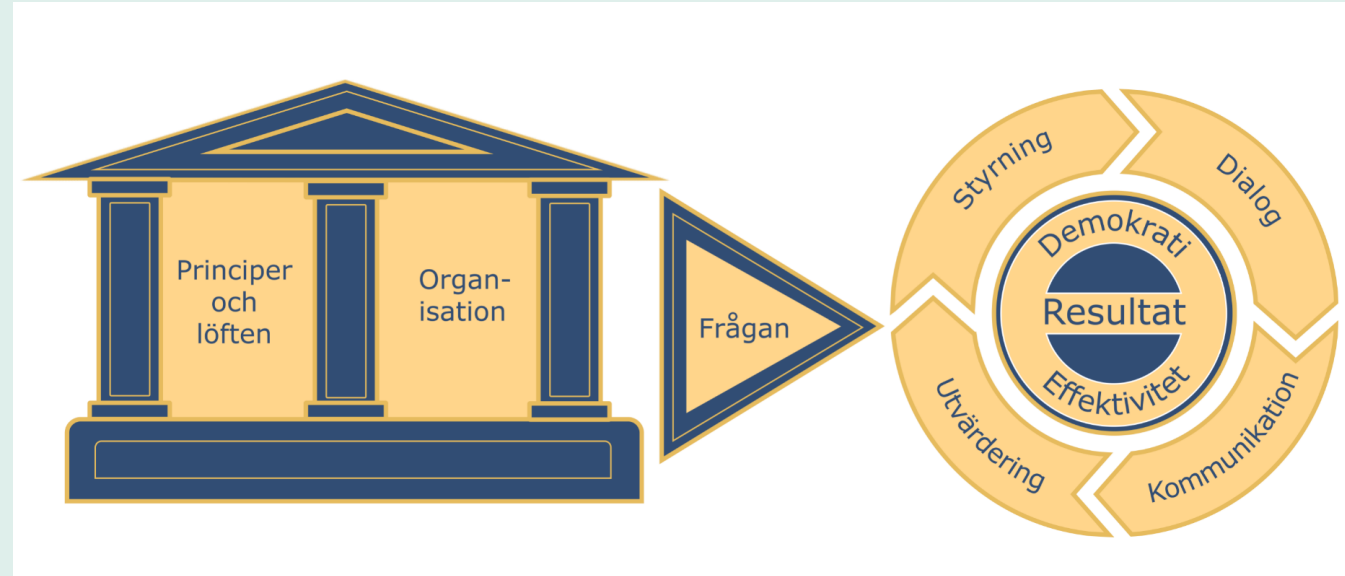 Principer
och
löften
Organ-
isation
Frågan
Styrning
Dialog
Kommunikation
Utvärdering
Demokrati
Resultat
Effektivitet